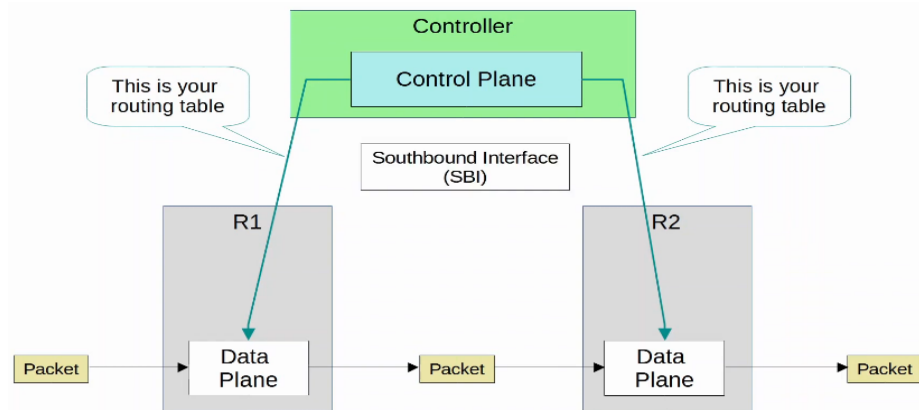 Controller
Control Plane
This is your
routing table
This is your
routing table
Southbound Interface
(SBI)
R1
R2
Packet
Data
Plane
Packet
Data
Plane
Packet